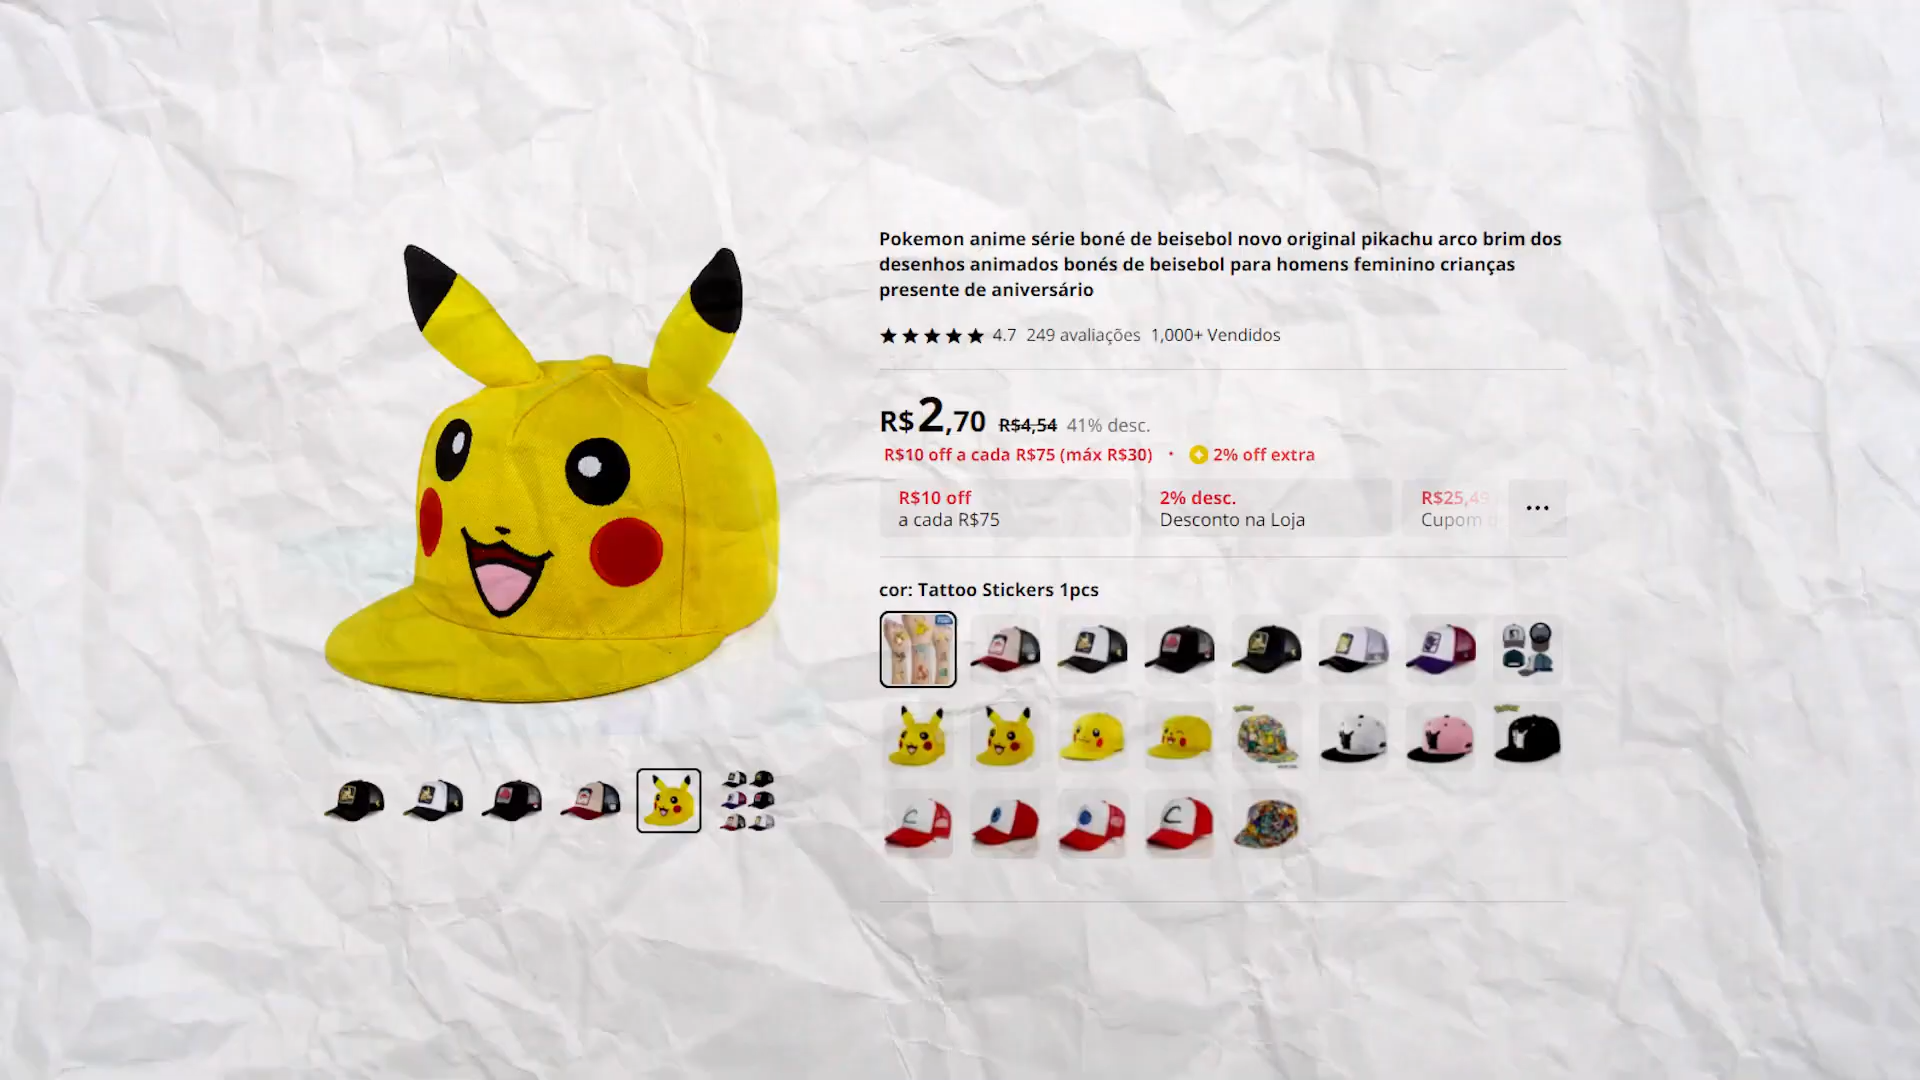 Pokemon anime série boné de beisebol novo original pikachu arco brim dos
desenhos animados bonés de beisebol para homens feminino crianças
presente de aniversário
4.7 249 avaliações 1,000+ Vendidos
R$2,70 R$4,54 41% desc.
R$10 off a cada R$75 (máx R$30) · 2% off extra
R$10 off
a cada R$75
2% desc.
Desconto na Loja
R$25,49
Cupom
...
cor: Tattoo Stickers 1pcs